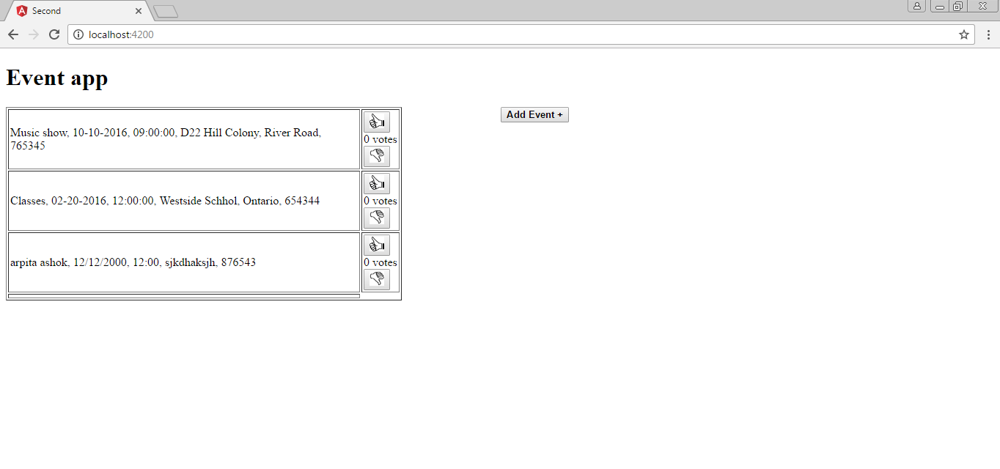 Second
localhost:4200
Event app
Music show, 10-10-2016, 09:00:00, D22 Hill Colony, River Road,
765345
0 votes
Classes, 02-20-2016, 12:00:00, Westside Schhol, Ontario, 654344
0 votes
arpita ashok, 12/12/2000, 12:00, sjkdhaksjh, 876543
0 votes
Add Event +